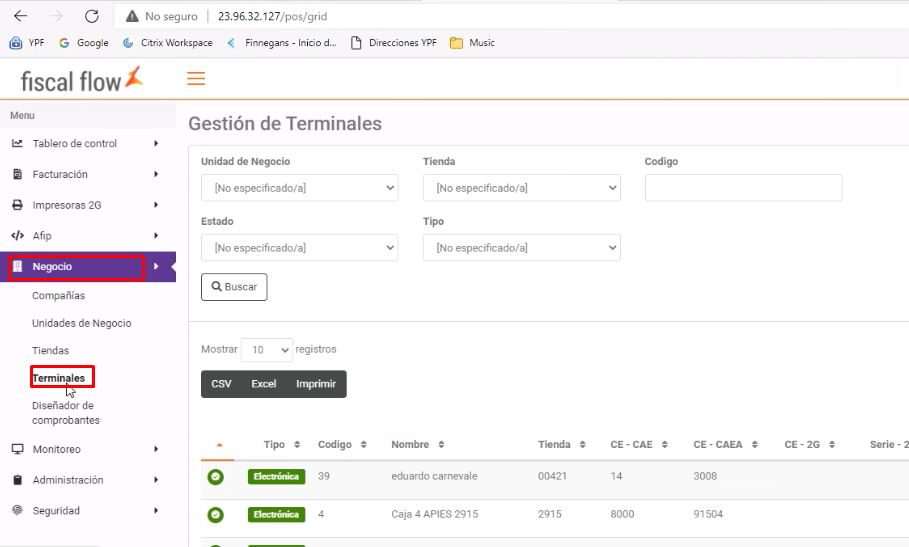 No seguro | 23.96.32.127/pos/grid
YPF Google Citrix Workspace Finnegans - Inicio d... Direcciones YPF Music
fiscal flow
Menu
Tablero de control
Facturación
Impresoras 2G
Afip
Negocio
Compañías
Unidades de Negocio
Tiendas
Terminales
Diseñador de
comprobantes
Monitoreo
Administración
Seguridad
Gestión de Terminales
Unidad de Negocio Tienda Codigo
[No especificado/a] [No especificado/a]
Estado Tipo
[No especificado/a] [No especificado/a]
Buscar
Mostrar 10 registros
CSV Excel Imprimir
Tipo Codigo Nombre Tienda CE - CAE CE - CAEA CE - 2G Serie - 2
Electrónica 39 eduardo carnevale 00421 14 3008
Electrónica 4 Caja 4 APIES 2915 2915 8000 91504